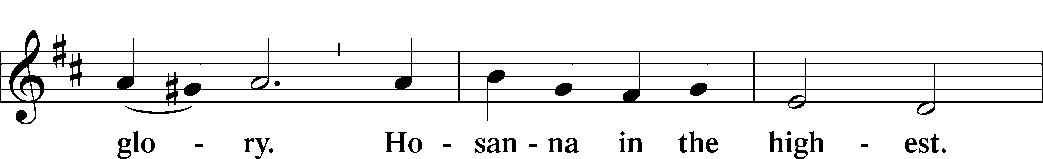 glo - ry. Ho - san - na in the high - est.